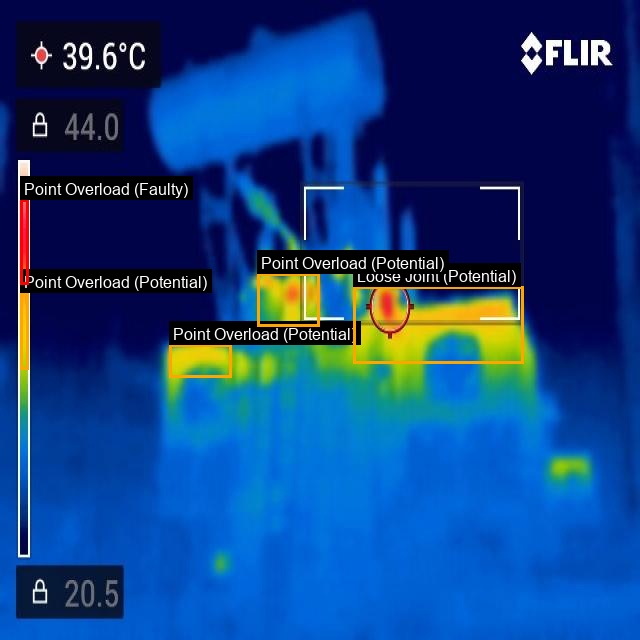 39.6°C
FLIR
44.0
Point Overload (Faulty)
Point Overload (Potential)
Loose Joint (Potential)
Point Overload (Potential)
Point Overload (Potential)
20.5